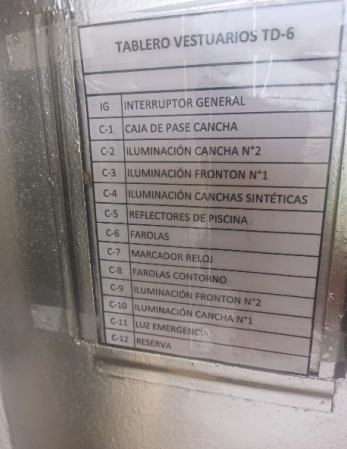 TABLERO VESTUARIOS TD-6
IG INTERRUPTOR GENERAL
C-1 CAJA DE PASE CANCHA
C-2 ILUMINACIÓN CANCHA N°2
C-3 ILUMINACIÓN FRONTON N°1
C-4 ILUMINACIÓN CANCHAS SINTÉTICAS
C-5 REFLECTORES DE PISCINA
C-6 FAROLAS
C-7 MARCADOR RELOJ
C-8 FAROLAS CONTORNO
C-9 ILUMINACIÓN FRONTON N°2
C-10 ILUMINACIÓN CANCHA N°1
C-11 LUZ EMERGENCIA
C-12 RESERVA